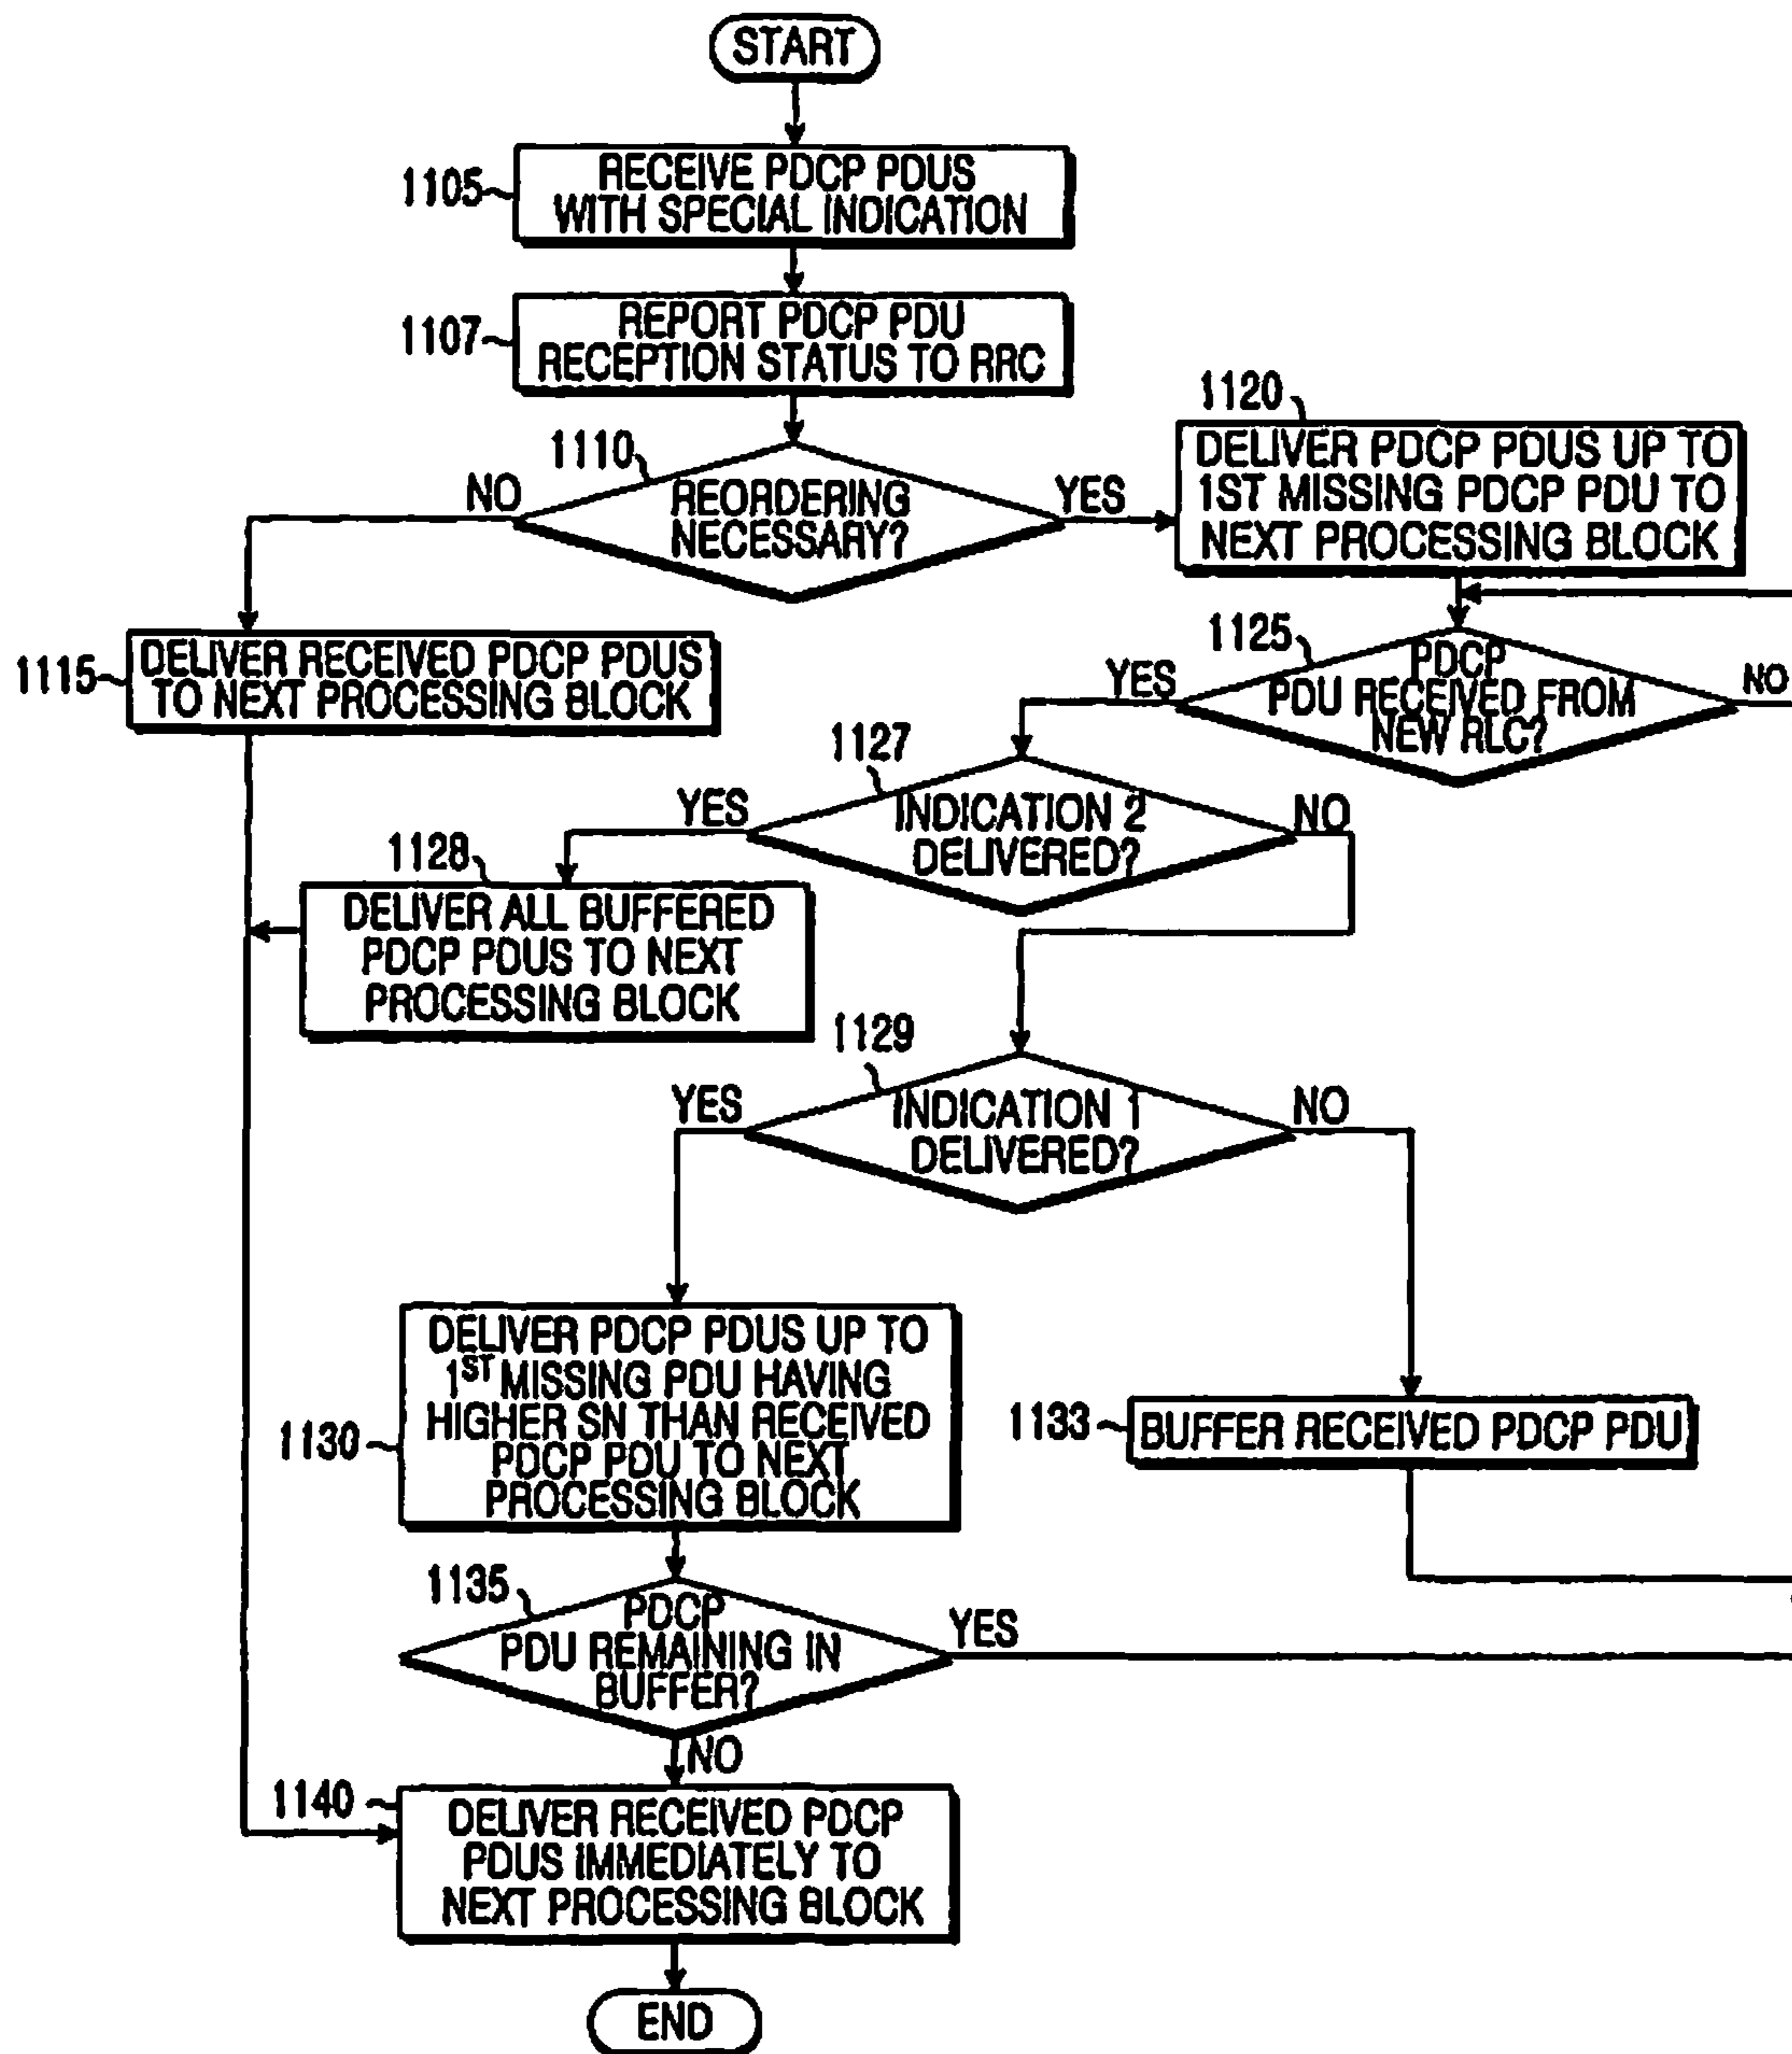 START
1105
RECEIVE PDCP PDUS
WITH SPECIAL INDICATION
1107
REPORT PDCP PDU
RECEPTION STATUS TO RRC
1110
REORDERING
NECESSARY?
NO
YES
1120
DELIVER PDCP PDUS UP TO
1ST MISSING PDCP PDU TO
NEXT PROCESSING BLOCK
1115
DELIVER RECEIVED PDCP PDUS
TO NEXT PROCESSING BLOCK
1125
PDCP
PDU RECEIVED FROM
NEW RLC?
YES
NO
1127
INDICATION 2
DELIVERED?
YES
NO
1128
DELIVER ALL BUFFERED
PDCP PDUS TO NEXT
PROCESSING BLOCK
1129
INDICATION 1
DELIVERED?
YES
NO
1130
DELIVER PDCP PDUS UP TO
1ST MISSING PDU HAVING
HIGHER SN THAN RECEIVED
PDCP PDU TO NEXT
PROCESSING BLOCK
1133
BUFFER RECEIVED PDCP PDU
1135
PDCP
PDU REMAINING IN
BUFFER?
YES
NO
1140
DELIVER RECEIVED PDCP
PDUS IMMEDIATELY TO
NEXT PROCESSING BLOCK
END